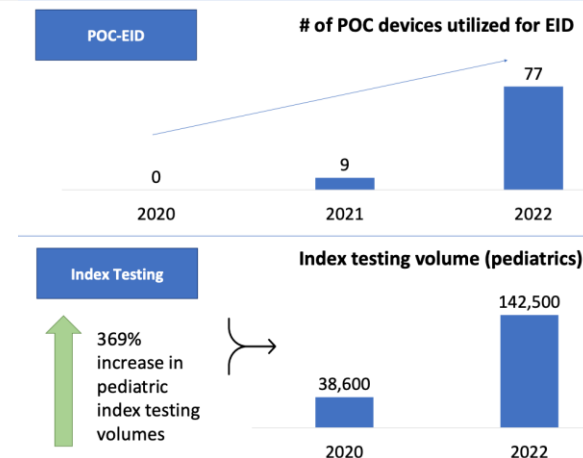 POC-EID
# of POC devices utilized for EID
77
9
0
2020 2021 2022
Index Testing
Index testing volume (pediatrics)
142,500
369%
increase in
pediatric
index testing
volumes
38,600
2020 2022